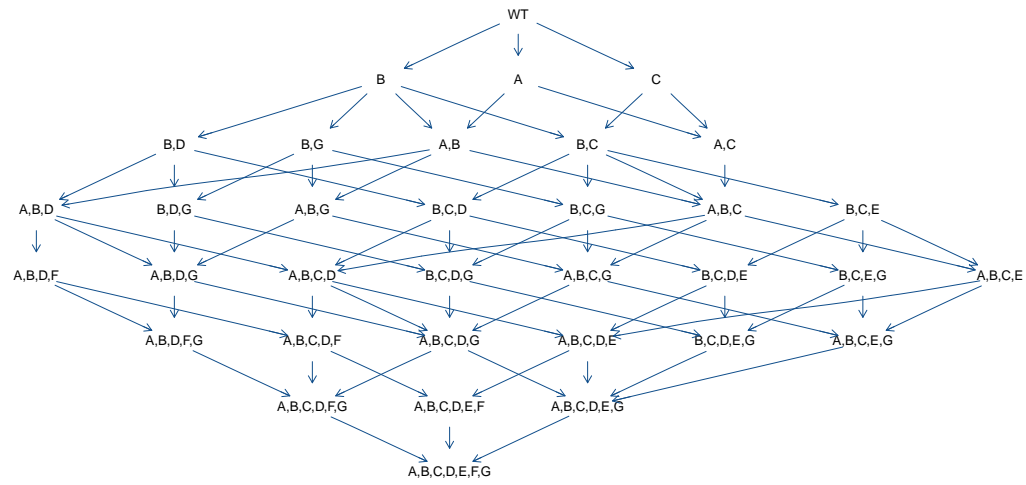 WT
B A C
B,D B,G A,B B,C A,C
A,B,D B,D,G A,B,G B,C,D B,C,G A,B,C B,C,E
A,B,D,F A,B,D,G A,B,C,D B,C,D,G A,B,C,G B,C,D,E B,C,E,G A,B,C,E
A,B,D,F,G A,B,C,D,F A,B,C,D,G A,B,C,D,E B,C,D,E,G A,B,C,E,G
A,B,C,D,F,G A,B,C,D,E,F A,B,C,D,E,G
A,B,C,D,E,F,G